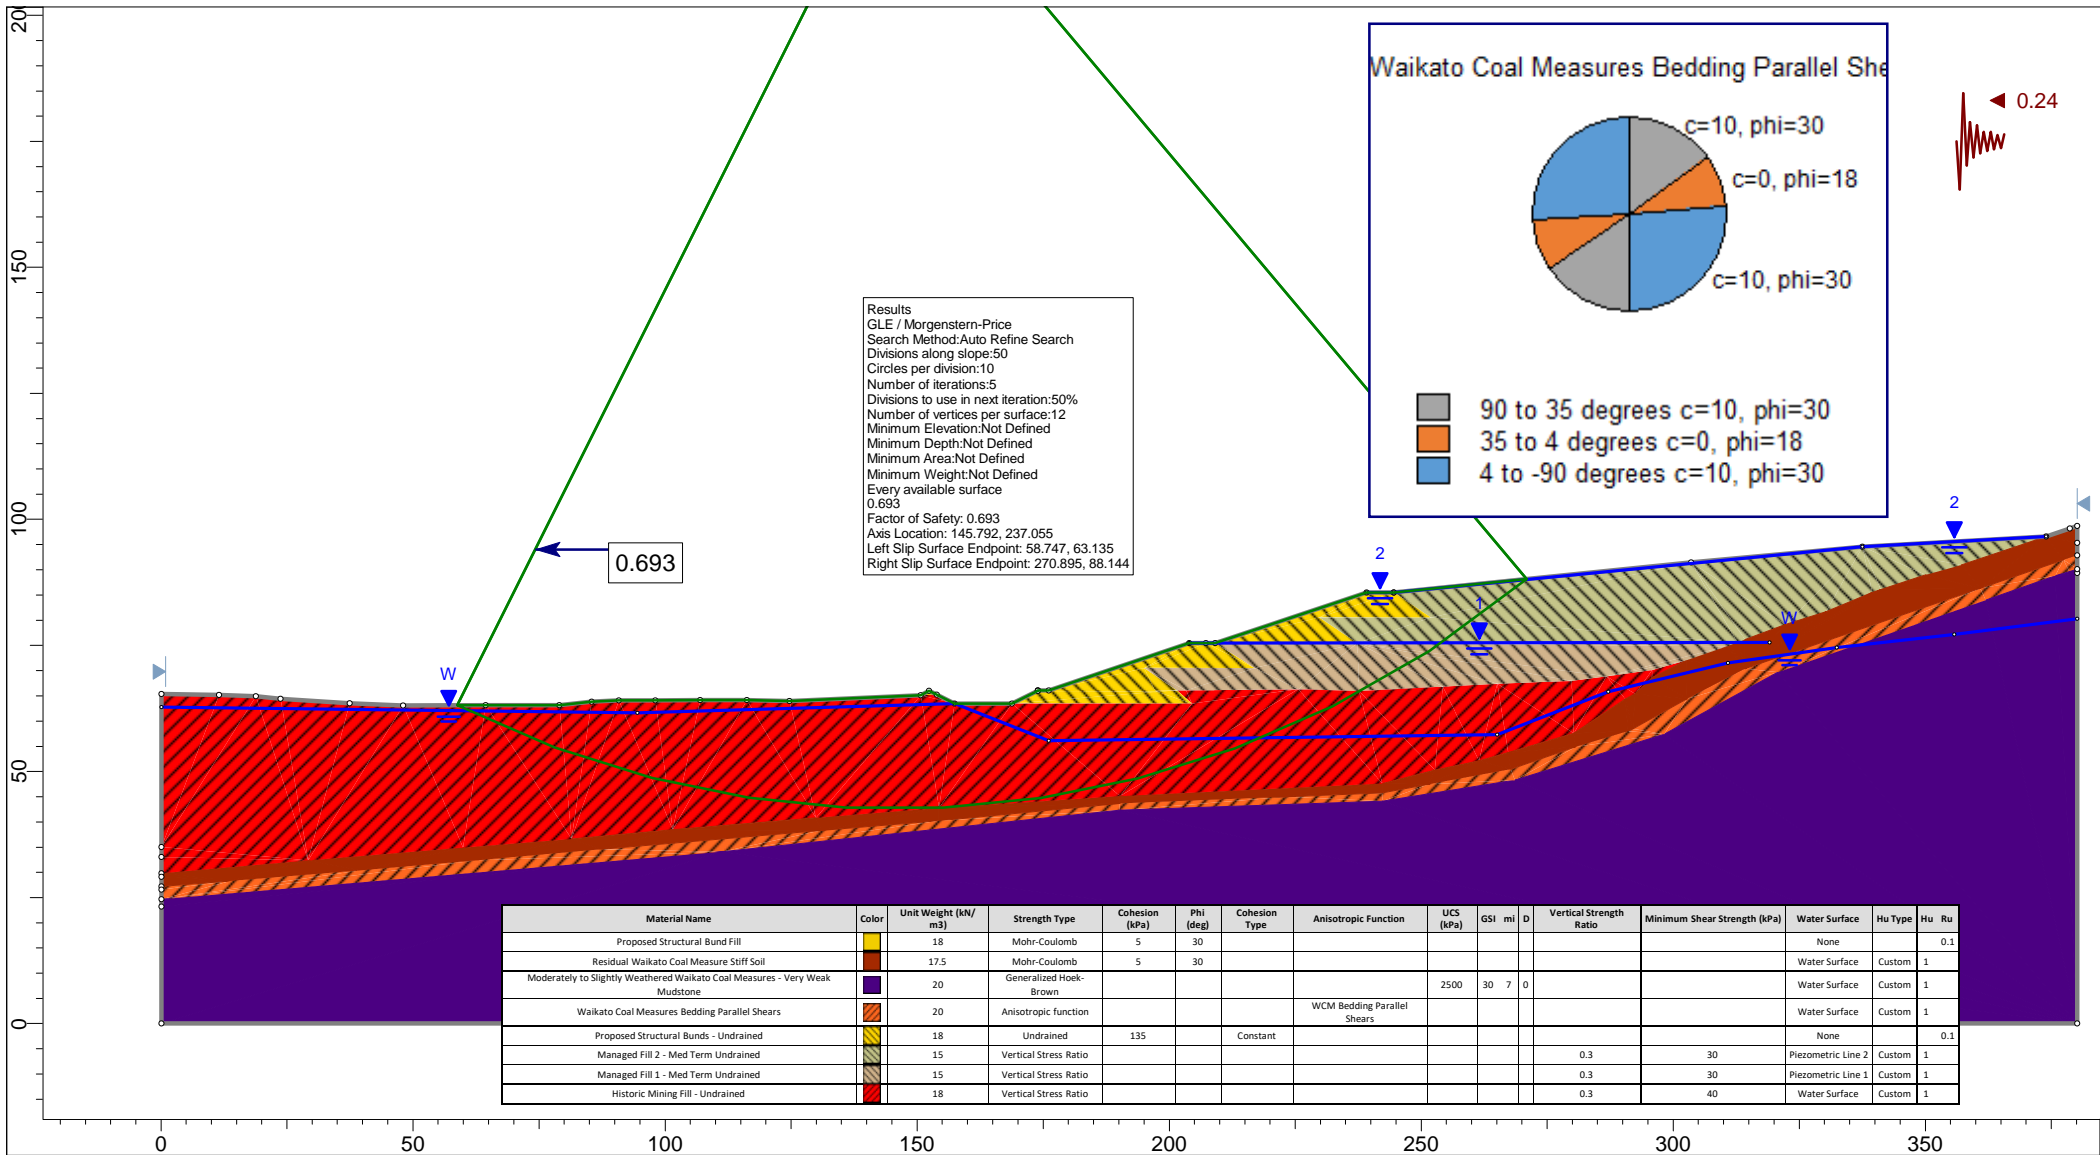 200
150
100
50
0
0
50
100
150
200
250
300
350
Waikato Coal Measures Bedding Parallel She
c=10, phi=30
c=0, phi=18
c=10, phi=30
90 to 35 degrees c=10, phi=30
35 to 4 degrees c=0, phi=18
4 to -90 degrees c=10, phi=30
0.24
Results
GLE / Morgenstern-Price
Search Method:Auto Refine Search
Divisions along slope:50
Circles per division:10
Number of iterations:5
Divisions to use in next iteration:50%
Number of vertices per surface:12
Minimum Elevation:Not Defined
Minimum Depth:Not Defined
Minimum Area:Not Defined
Minimum Weight:Not Defined
Every available surface
0.693
Factor of Safety: 0.693
Axis Location: 145.792, 237.055
Left Slip Surface Endpoint: 58.747, 63.135
Right Slip Surface Endpoint: 270.895, 88.144
0.693
W
2
1
W
2
Material Name Color Unit Weight (kN/m3) Strength Type Cohesion (kPa) Phi (deg) Cohesion Type Anisotropic Function UCS (kPa) GSI mi D Vertical Strength Ratio Minimum Shear Strength (kPa) Water Surface Hu Type Hu Ru
Proposed Structural Bund Fill 18 Mohr-Coulomb 5 30 None 0.1
Residual Waikato Coal Measure Stiff Soil 17.5 Mohr-Coulomb 5 30 Water Surface Custom 1
Moderately to Slightly Weathered Waikato Coal Measures - Very Weak Mudstone 20 Generalized Hoek-Brown 2500 30 7 0 Water Surface Custom 1
Waikato Coal Measures Bedding Parallel Shears 20 Anisotropic function WCM Bedding Parallel Shears Water Surface Custom 1
Proposed Structural Bunds - Undrained 18 Undrained 135 Constant None 0.1
Managed Fill 2 - Med Term Undrained 15 Vertical Stress Ratio 0.3 30 Piezometric Line 2 Custom 1
Managed Fill 1 - Med Term Undrained 15 Vertical Stress Ratio 0.3 30 Piezometric Line 1 Custom 1
Historic Mining Fill - Undrained 18 Vertical Stress Ratio 0.3 40 Water Surface Custom 1